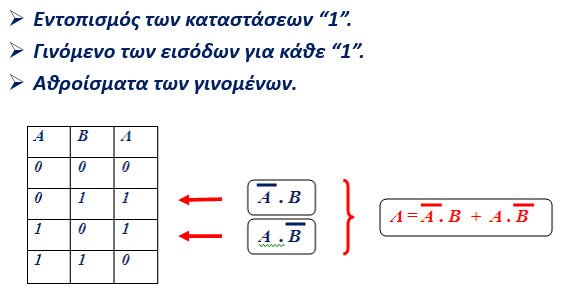 ➤ Εντοπισμός των καταστάσεων “1”.
➤ Γινόμενο των εισόδων για κάθε “1”.
➤ Αθροίσματα των γινομένων.
A B Λ
0 0 0
0 1 1
1 0 1
1 1 0
A̅ . B
A . B̅
Λ = A̅ . B + A . B̅